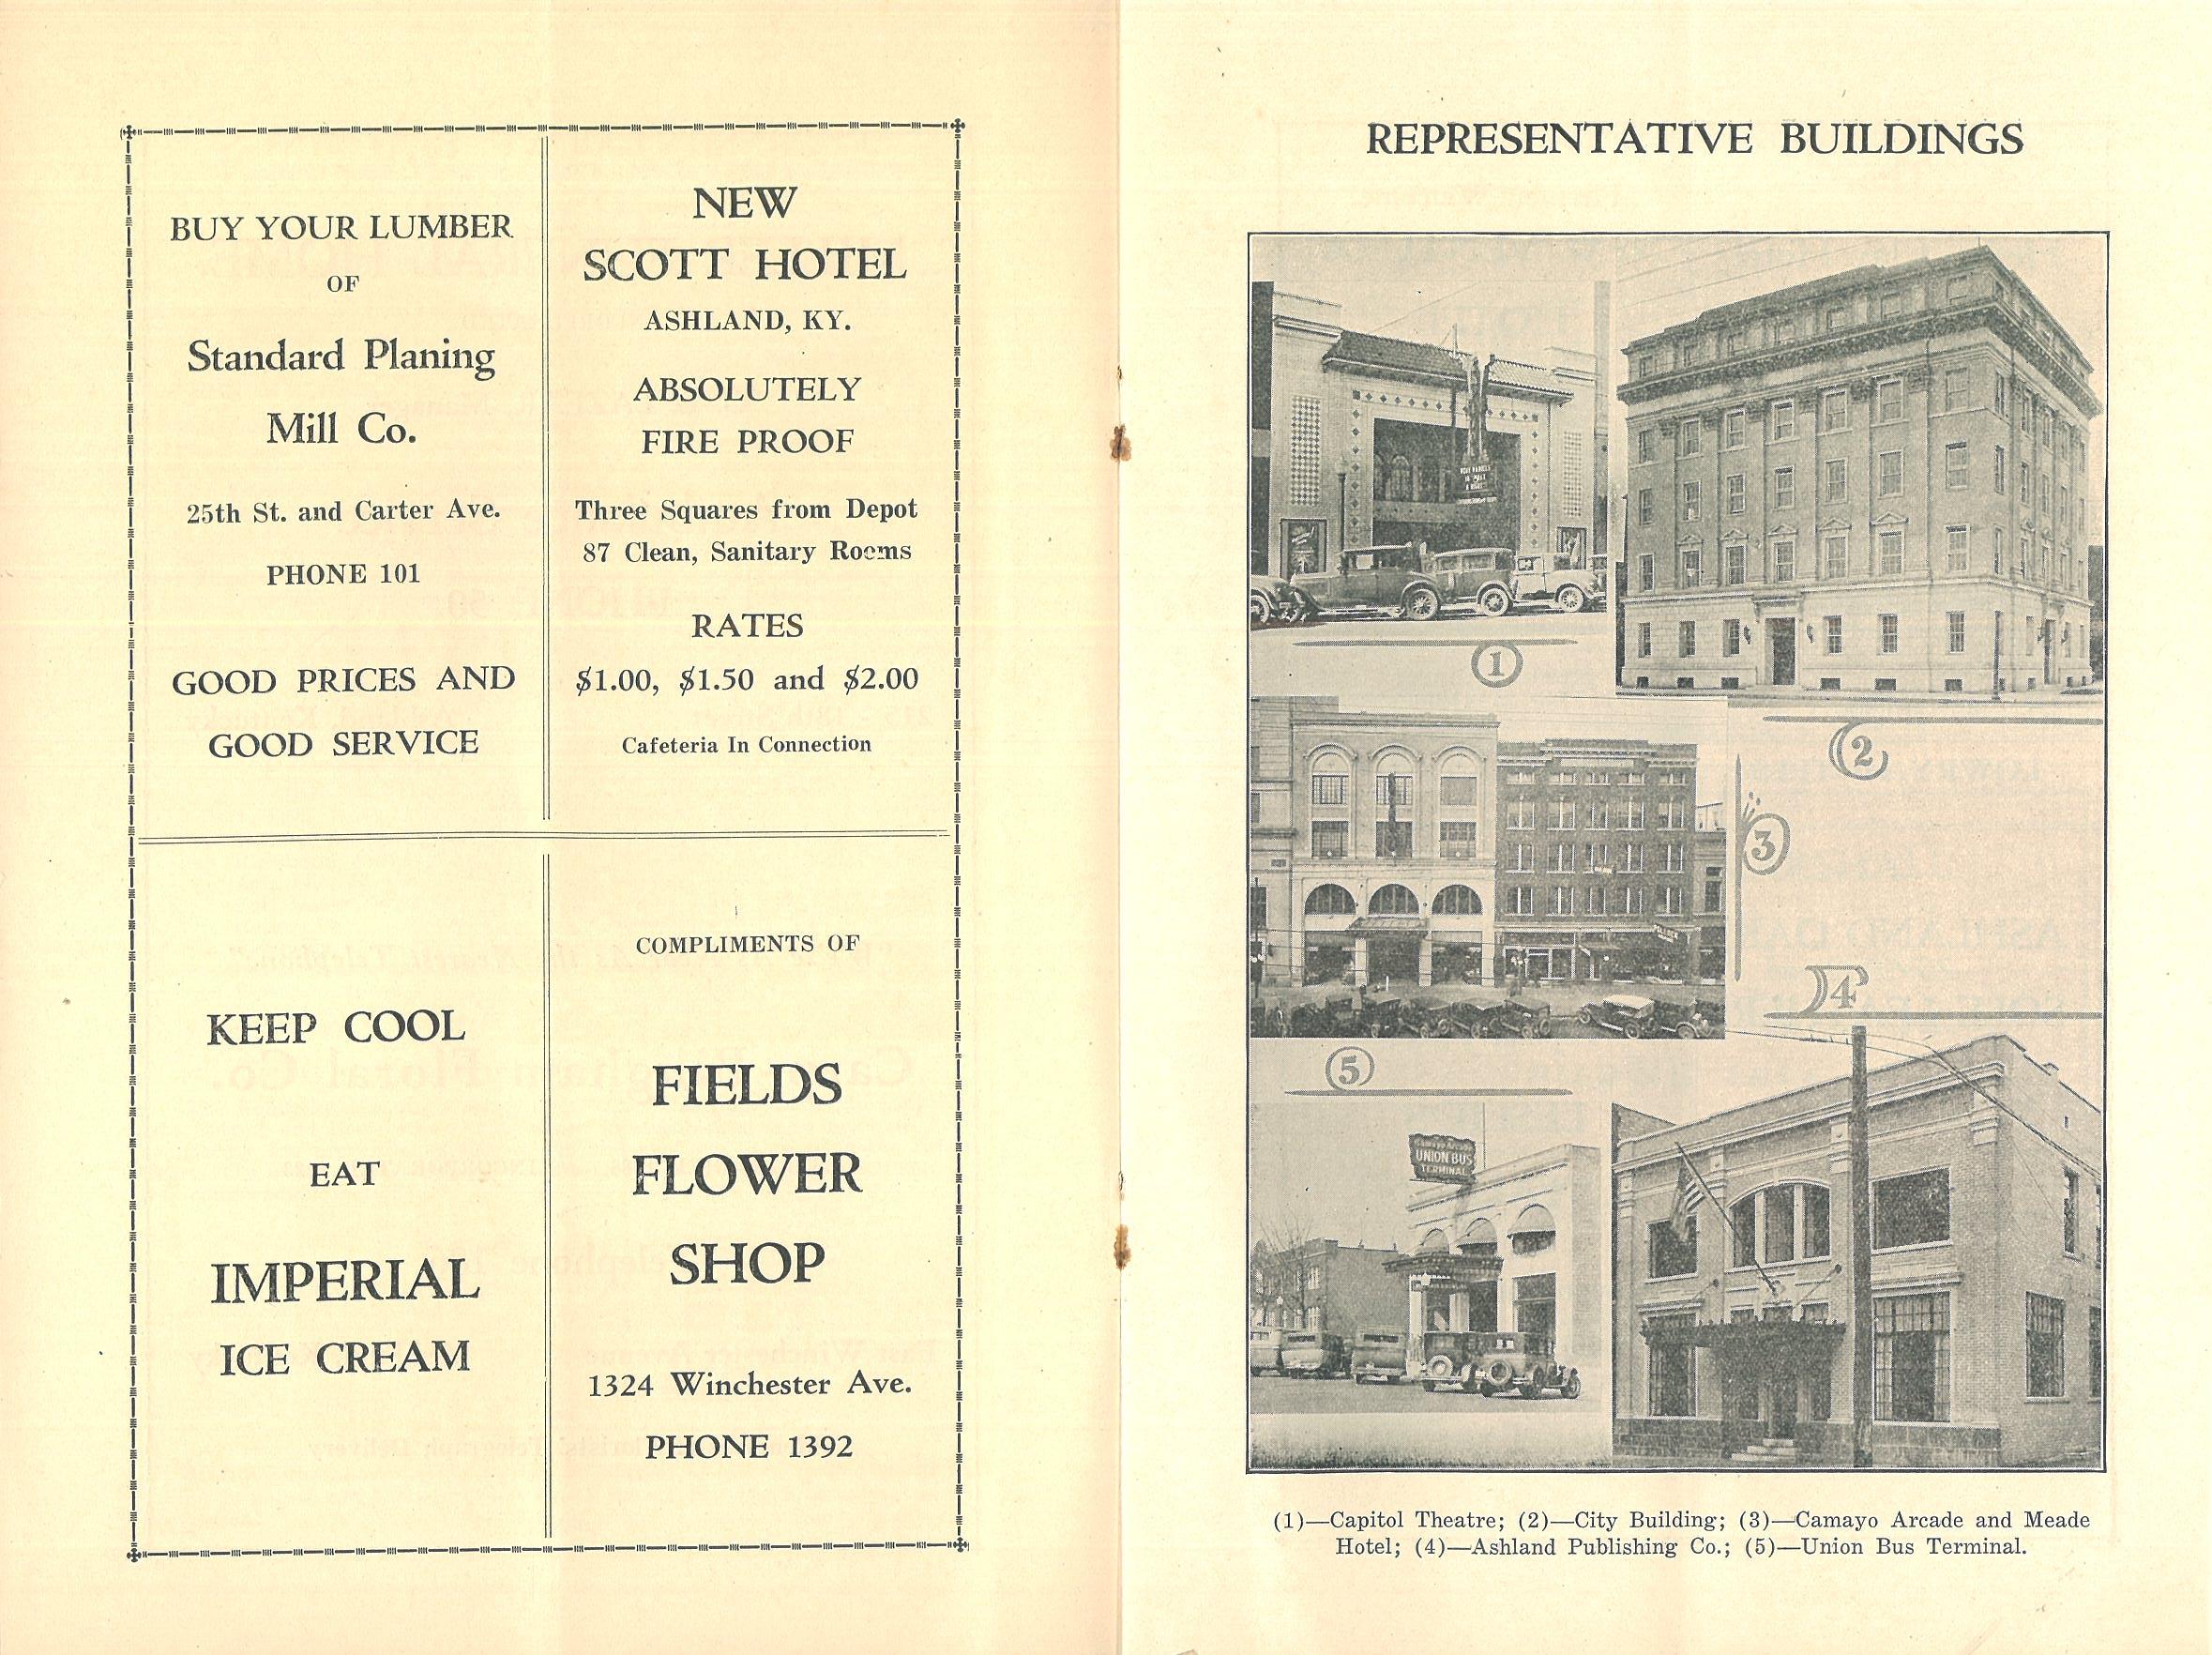 BUY YOUR LUMBER
OF
Standard Planing
Mill Co.
25th St. and Carter Ave.
PHONE 101
GOOD PRICES AND
GOOD SERVICE
NEW
SCOTT HOTEL
ASHLAND, KY.
ABSOLUTELY
FIRE PROOF
Three Squares from Depot
87 Clean, Sanitary Rooms
RATES
$1.00, $1.50 and $2.00
Cafeteria In Connection
KEEP COOL
EAT
IMPERIAL
ICE CREAM
COMPLIMENTS OF
FIELDS
FLOWER
SHOP
1324 Winchester Ave.
PHONE 1392
REPRESENTATIVE BUILDINGS
1
2
3
4
5
UNION BUS
TERMINAL
(1)—Capitol Theatre; (2)—City Building; (3)—Camayo Arcade and Meade
Hotel; (4)—Ashland Publishing Co.; (5)—Union Bus Terminal.